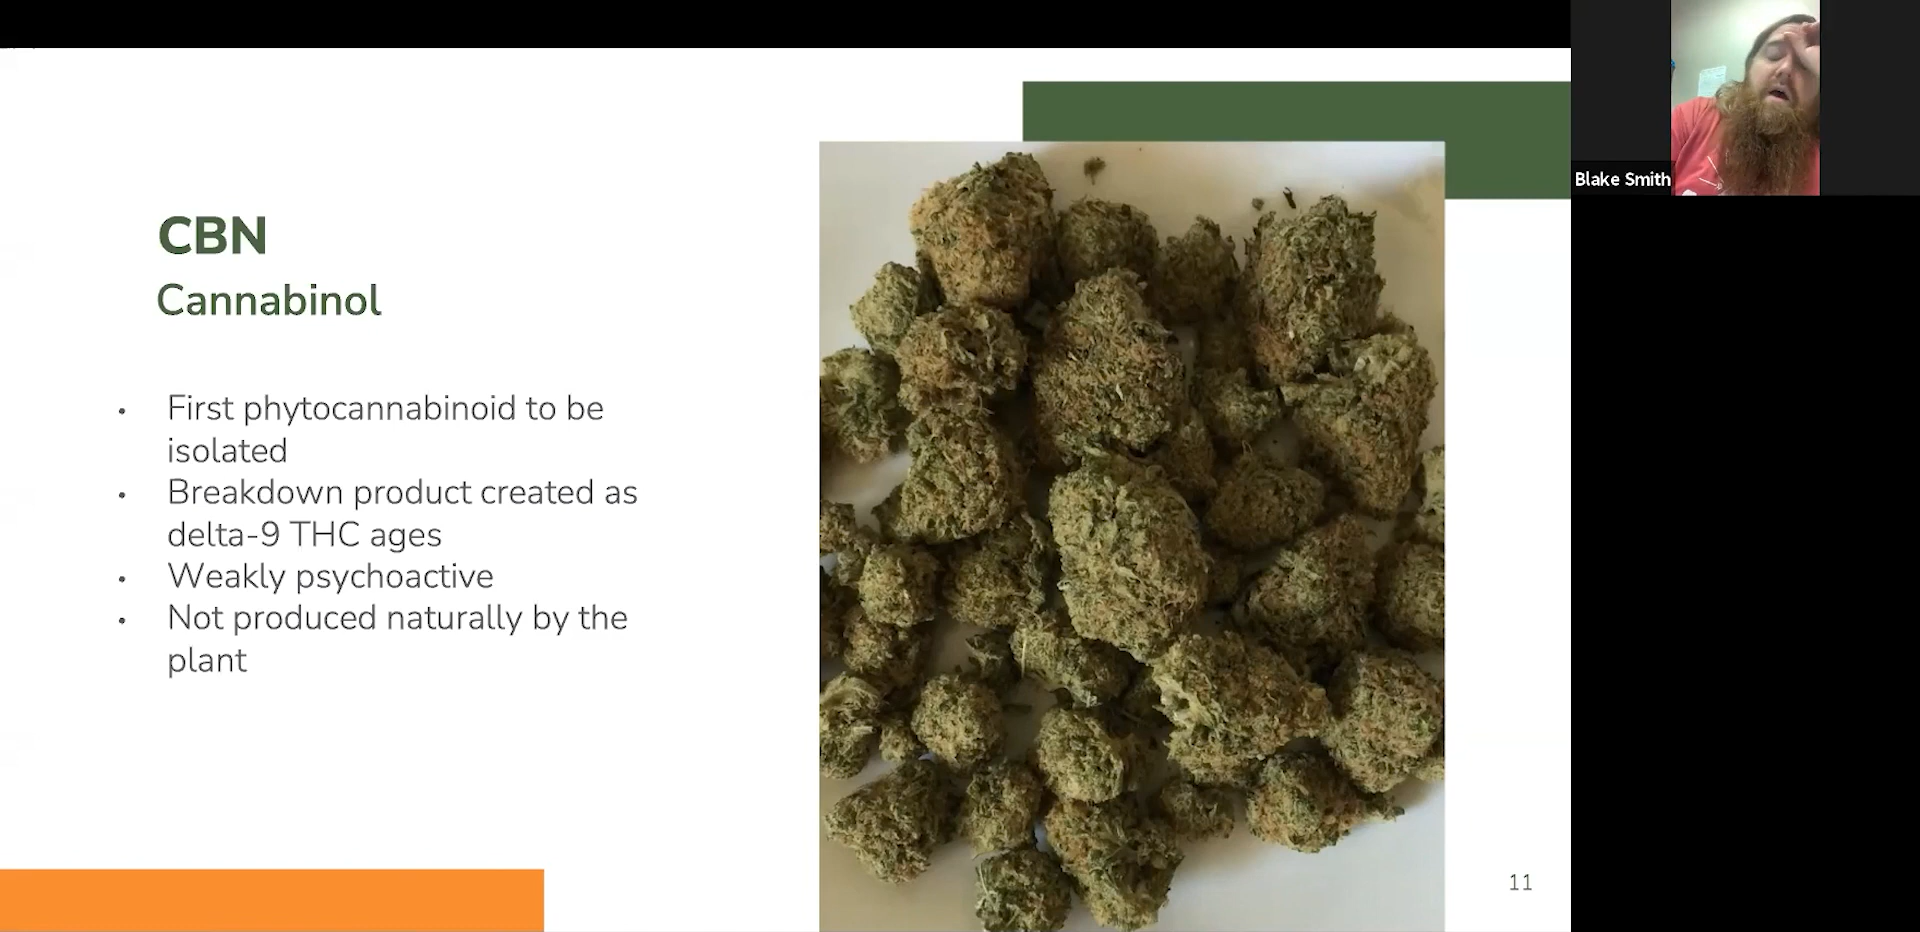 CBN
Cannabinol
• First phytocannabinoid to be
isolated
• Breakdown product created as
delta-9 THC ages
• Weakly psychoactive
• Not produced naturally by the
plant
11
Blake Smith